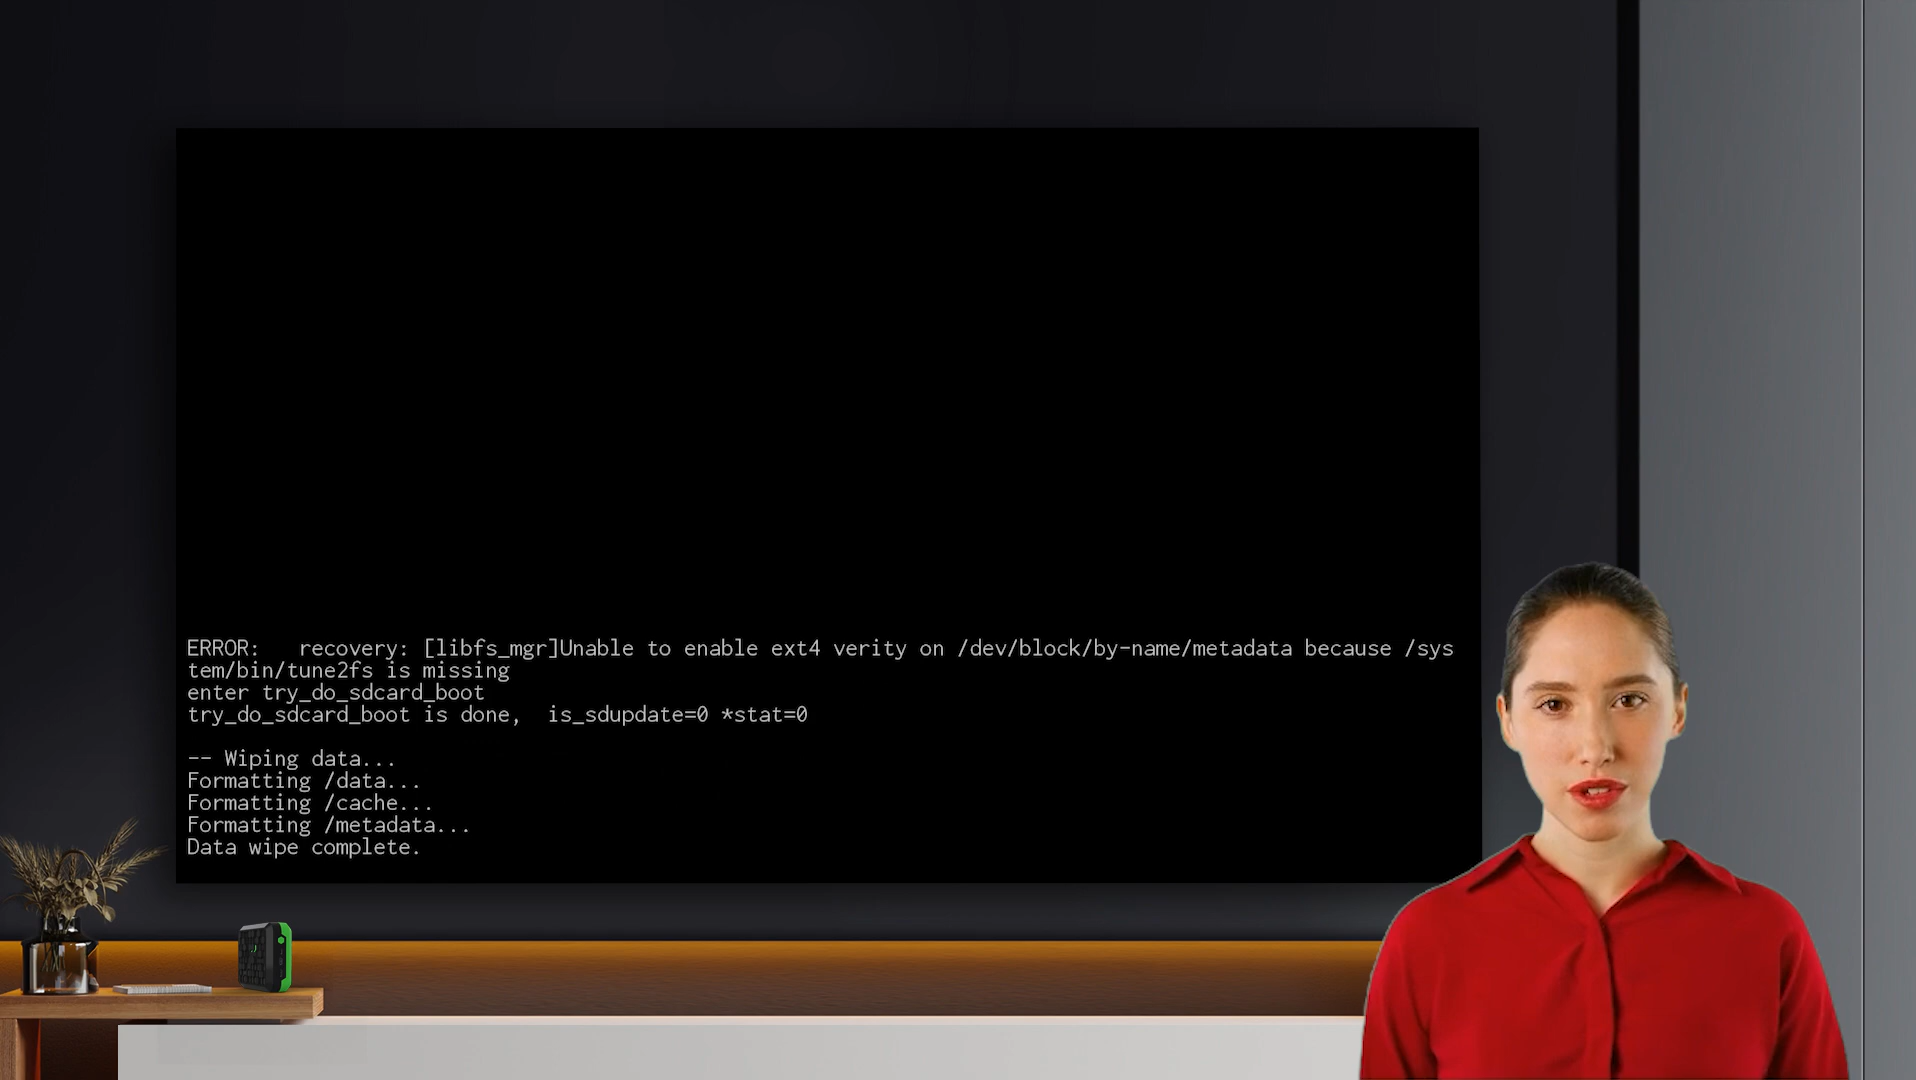 ERROR:   recovery: [libfs_mgr]Unable to enable ext4 verity on /dev/block/by-name/metadata because /sys
tem/bin/tune2fs is missing
enter try_do_sdcard_boot
try_do_sdcard_boot is done,  is_sdupdate=0 *stat=0
-- Wiping data...
Formatting /data...
Formatting /cache...
Formatting /metadata...
Data wipe complete.